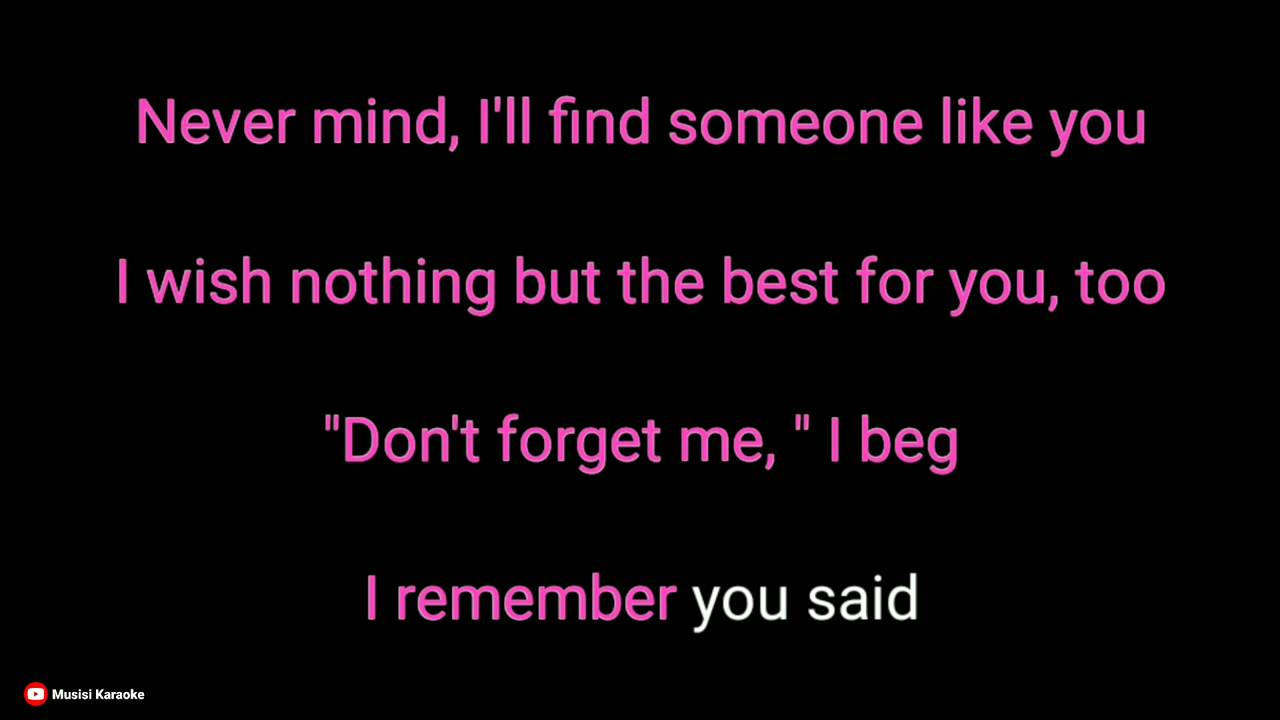 Never mind, I'll find someone like you
I wish nothing but the best for you, too
"Don't forget me, " I beg
I remember you said
Musisi Karaoke